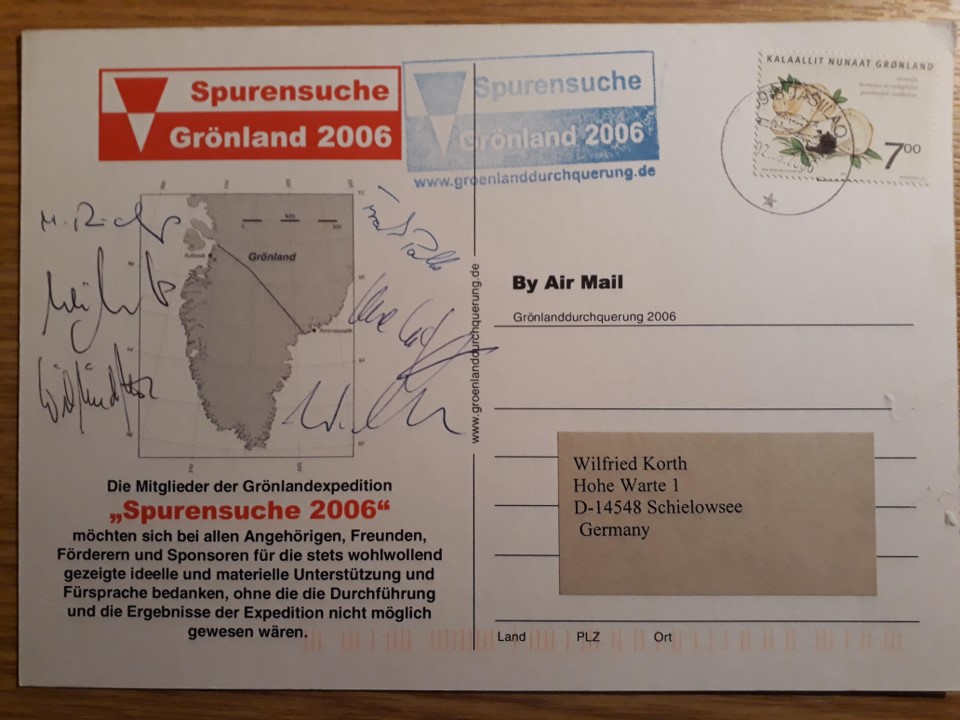 Spurensuche
Grönland 2006
Spurensuche
Grönland 2006
www.groenlanddurchquerung.de
KALAALLIT NUNAAT GRØNLAND
7⁰⁰
km
Grönland
Ammassalik
www.groenlanddurchquerung.de
By Air Mail
Grönlanddurchquerung 2006
Wilfried Korth
Hohe Warte 1
D-14548 Schielowsee
Germany
Die Mitglieder der Grönlandexpedition
„Spurensuche 2006“
möchten sich bei allen Angehörigen, Freunden,
Förderern und Sponsoren für die stets wohlwollend
gezeigte ideelle und materielle Unterstützung und
Fürsprache bedanken, ohne die die Durchführung
und die Ergebnisse der Expedition nicht möglich
gewesen wären.
Land PLZ Ort